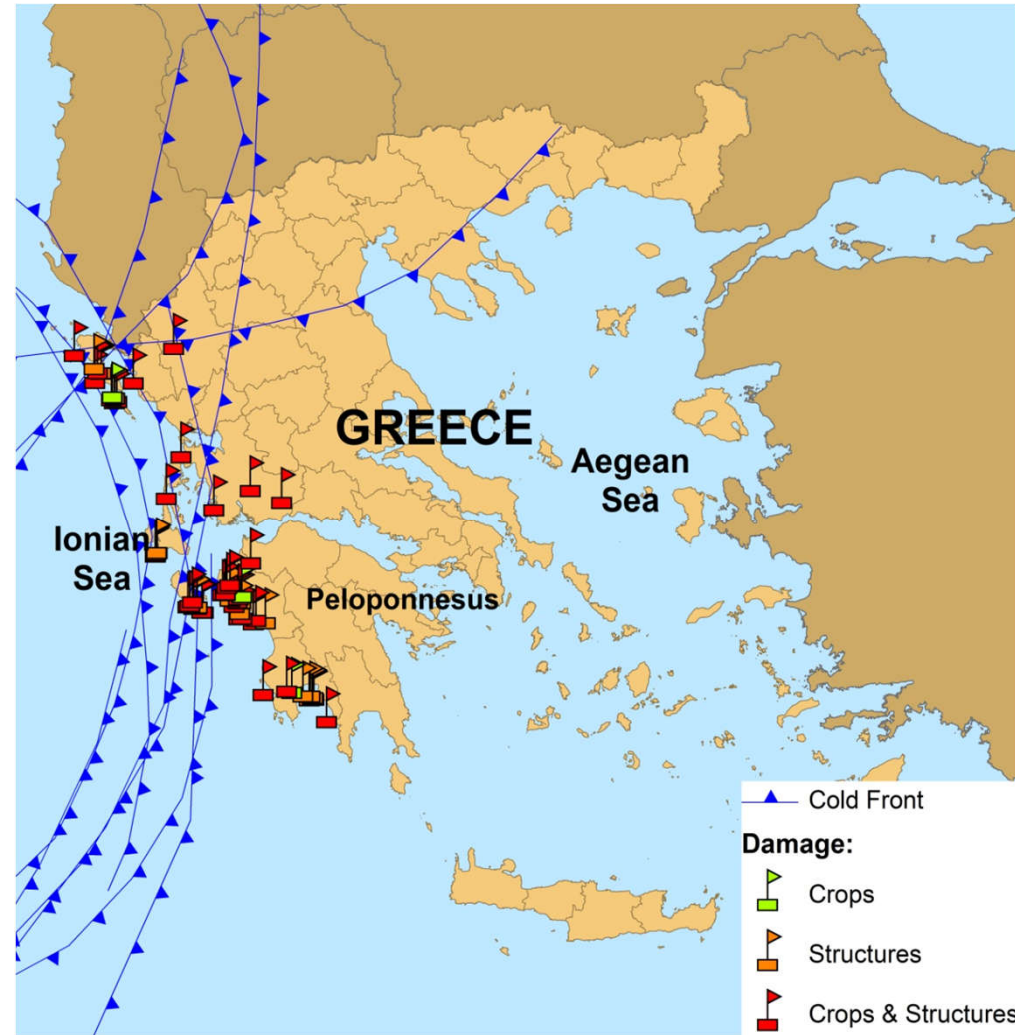 GREECE
Aegean
Sea
Ionian
Sea
Peloponnesus
Cold Front
Damage:
Crops
Structures
Crops & Structures